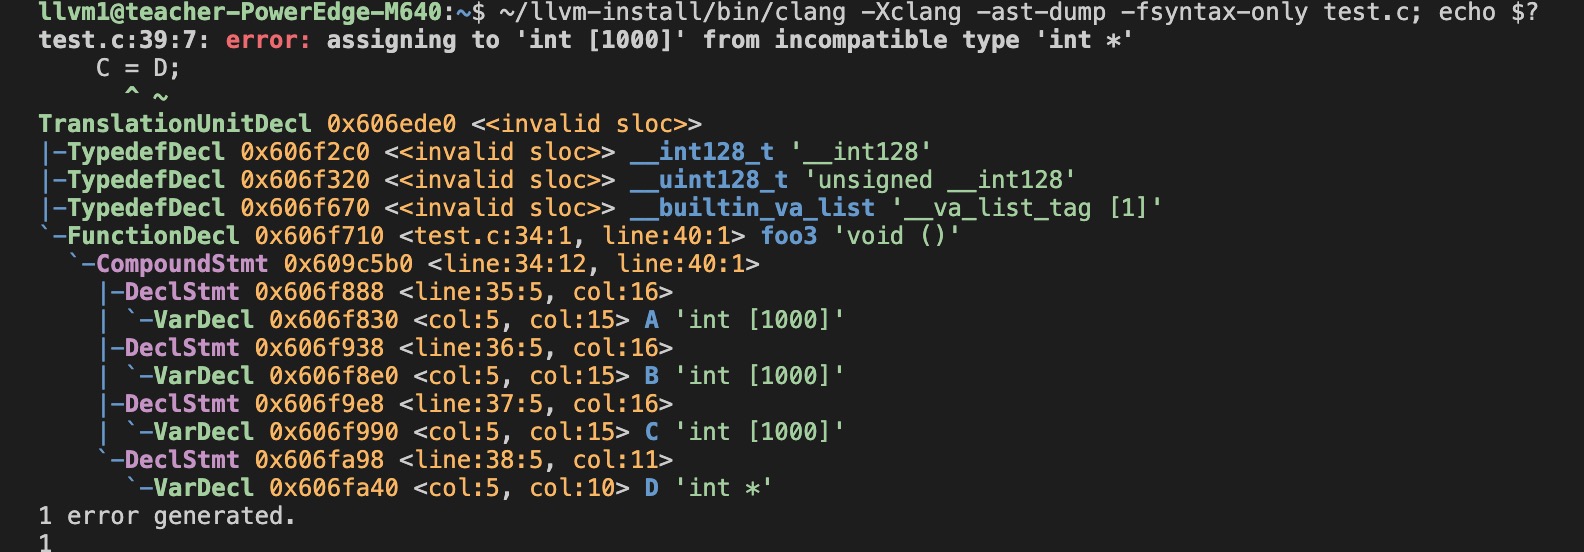 llvm1@teacher-PowerEdge-M640:~$ ~/llvm-install/bin/clang -Xclang -ast-dump -fsyntax-only test.c; echo $?
test.c:39:7: error: assigning to 'int [1000]' from incompatible type 'int *'
    C = D;
      ^ ~
TranslationUnitDecl 0x606ede0 <<invalid sloc>>
|-TypedefDecl 0x606f2c0 <<invalid sloc>> __int128_t '__int128'
|-TypedefDecl 0x606f320 <<invalid sloc>> __uint128_t 'unsigned __int128'
|-TypedefDecl 0x606f670 <<invalid sloc>> __builtin_va_list '__va_list_tag [1]'
`-FunctionDecl 0x606f710 <test.c:34:1, line:40:1> foo3 'void ()'
  `-CompoundStmt 0x609c5b0 <line:34:12, line:40:1>
    |-DeclStmt 0x606f888 <line:35:5, col:16>
    | `-VarDecl 0x606f830 <col:5, col:15> A 'int [1000]'
    |-DeclStmt 0x606f938 <line:36:5, col:16>
    | `-VarDecl 0x606f8e0 <col:5, col:15> B 'int [1000]'
    |-DeclStmt 0x606f9e8 <line:37:5, col:16>
    | `-VarDecl 0x606f990 <col:5, col:15> C 'int [1000]'
    `-DeclStmt 0x606fa98 <line:38:5, col:11>
      `-VarDecl 0x606fa40 <col:5, col:10> D 'int *'
1 error generated.
1